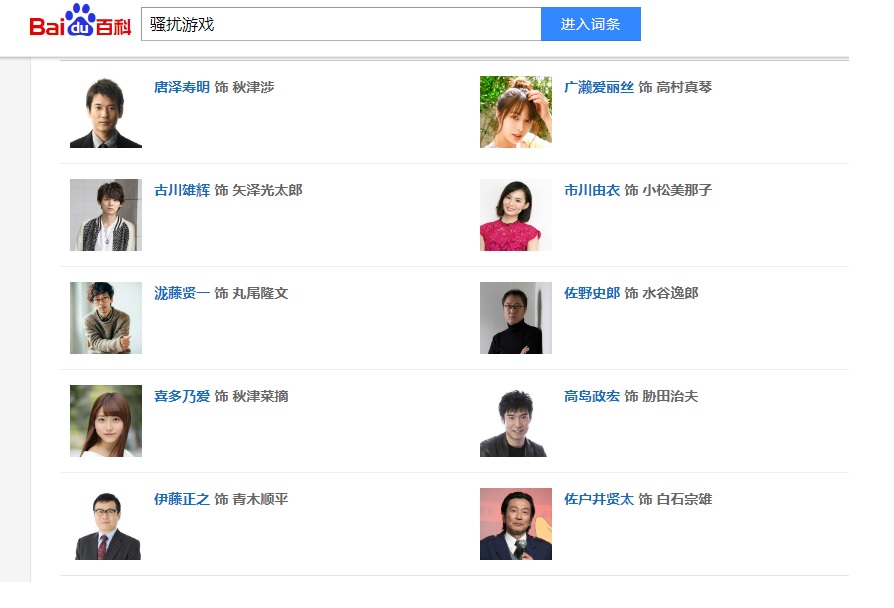 Bai du 百科
骚扰游戏
进入词条
唐泽寿明 饰 秋津涉
广濑爱丽丝 饰 高村真琴
古川雄辉 饰 矢泽光太郎
市川由衣 饰 小松美那子
泷藤贤一 饰 丸尾隆文
佐野史郎 饰 水谷逸郎
喜多乃爱 饰 秋津菜摘
高岛政宏 饰 胁田治夫
伊藤正之 饰 青木顺平
佐户井贤太 饰 白石宗雄